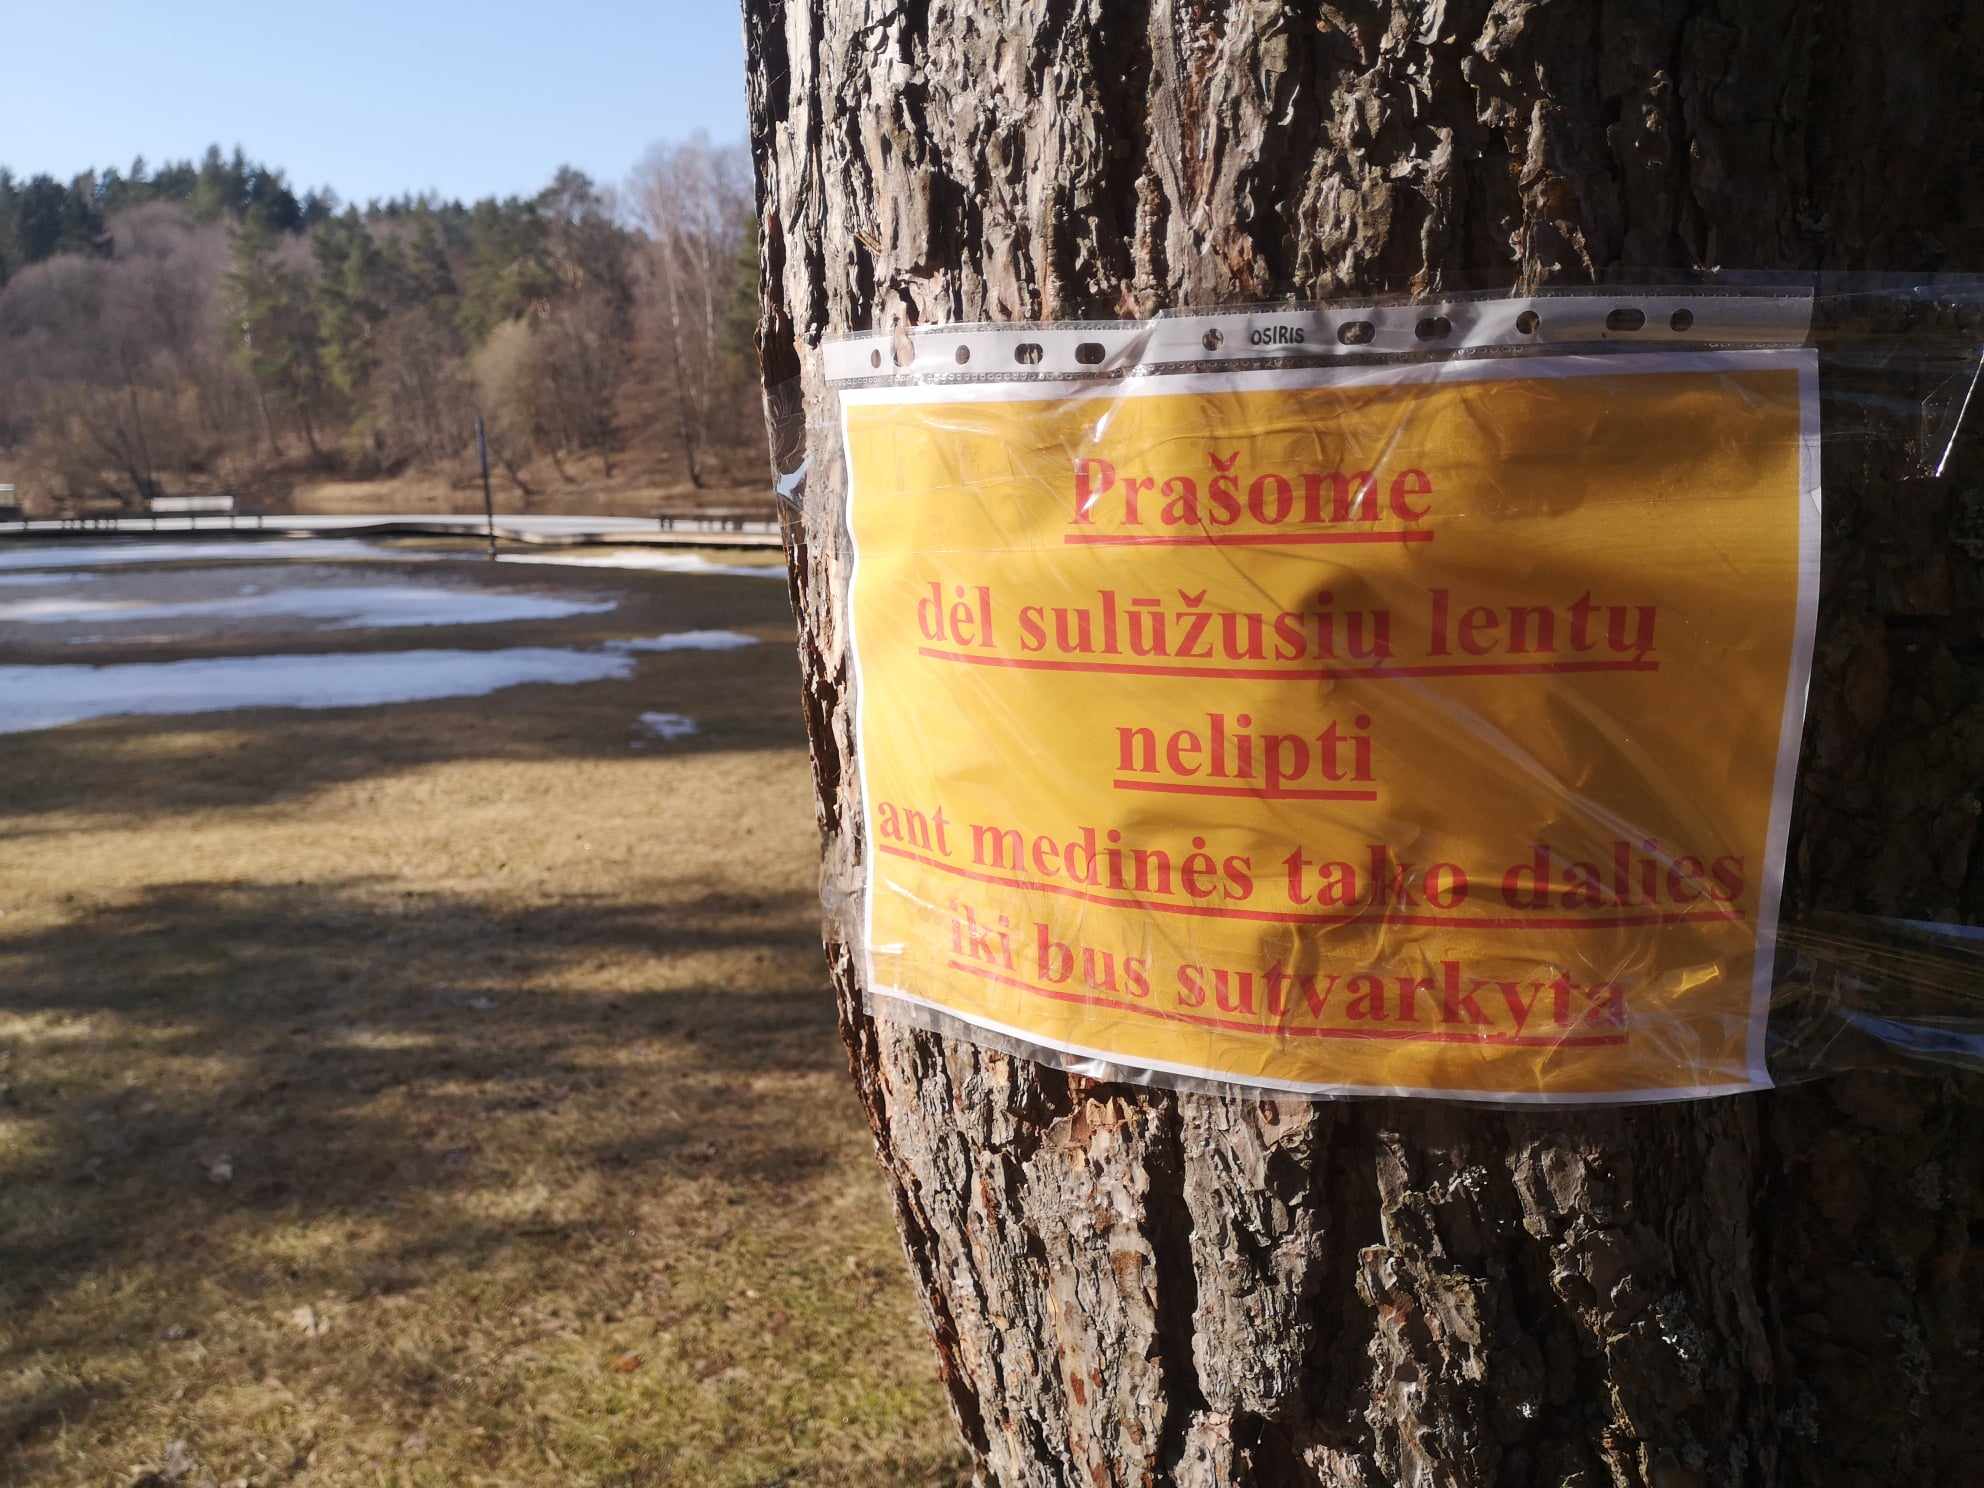 OSIRIS
Prašome
dėl sulūžusių lentų
nelipti
ant medinės tako dalies
iki bus sutvarkyta